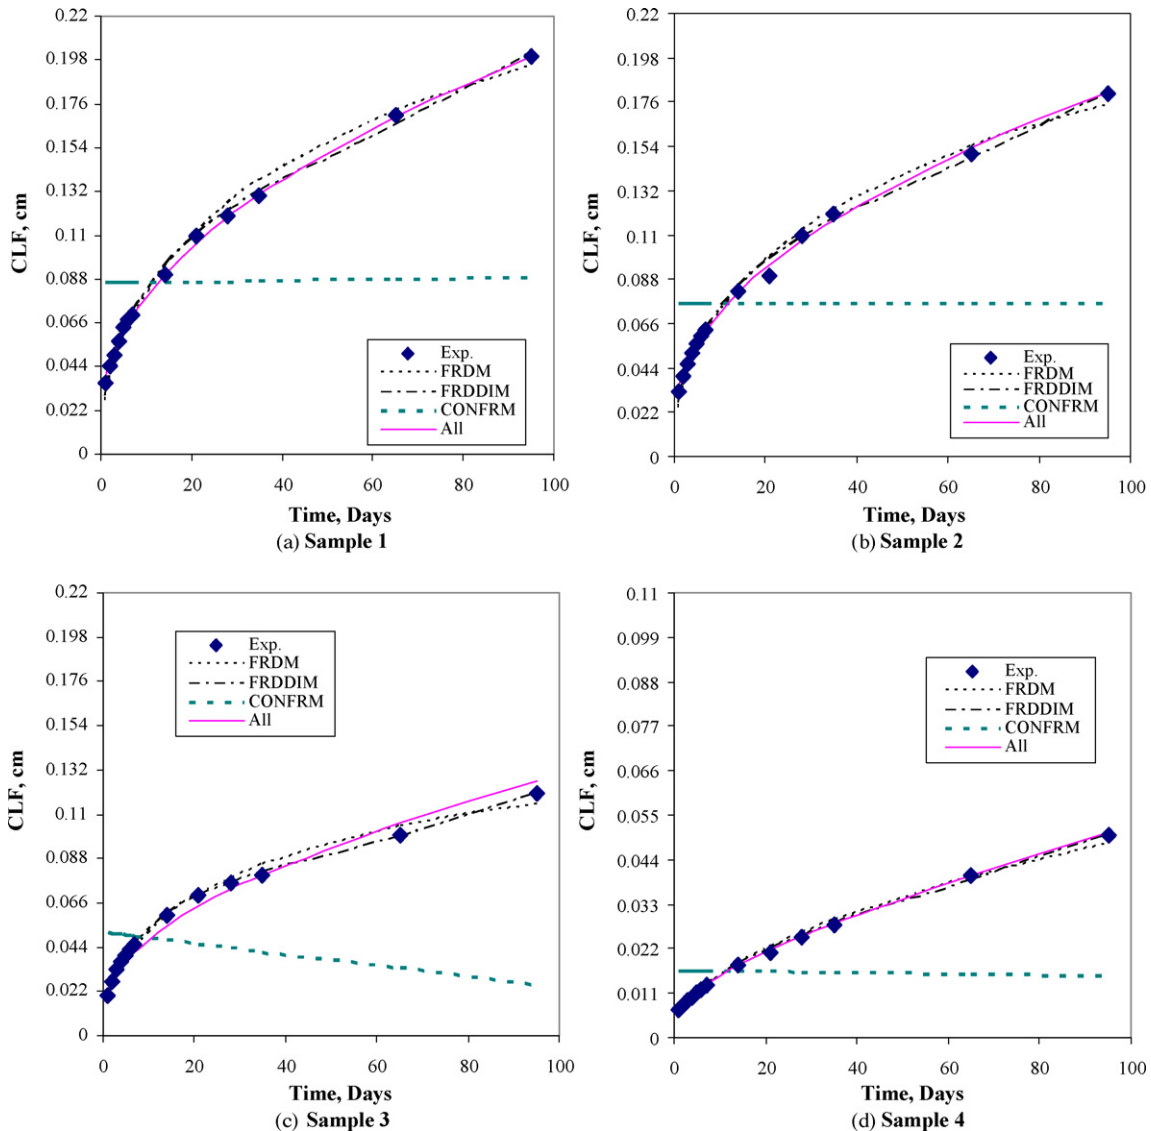 0.22
0.198
0.176
0.154
0.132
0.11
0.088
0.066
0.044
0.022
0
CLF, cm
Exp.
FRDM
FRDDIM
CONFRM
All
0 20 40 60 80 100
Time, Days
(a) Sample 1
0.22
0.198
0.176
0.154
0.132
0.11
0.088
0.066
0.044
0.022
0
CLF, cm
Exp.
FRDM
FRDDIM
CONFRM
All
0 20 40 60 80 100
Time, Days
(b) Sample 2
0.22
0.198
0.176
0.154
0.132
0.11
0.088
0.066
0.044
0.022
0
CLF, cm
Exp.
FRDM
FRDDIM
CONFRM
All
0 20 40 60 80 100
Time, Days
(c) Sample 3
0.11
0.099
0.088
0.077
0.066
0.055
0.044
0.033
0.022
0.011
0
CLF, cm
Exp.
FRDM
FRDDIM
CONFRM
All
0 20 40 60 80 100
Time, Days
(d) Sample 4